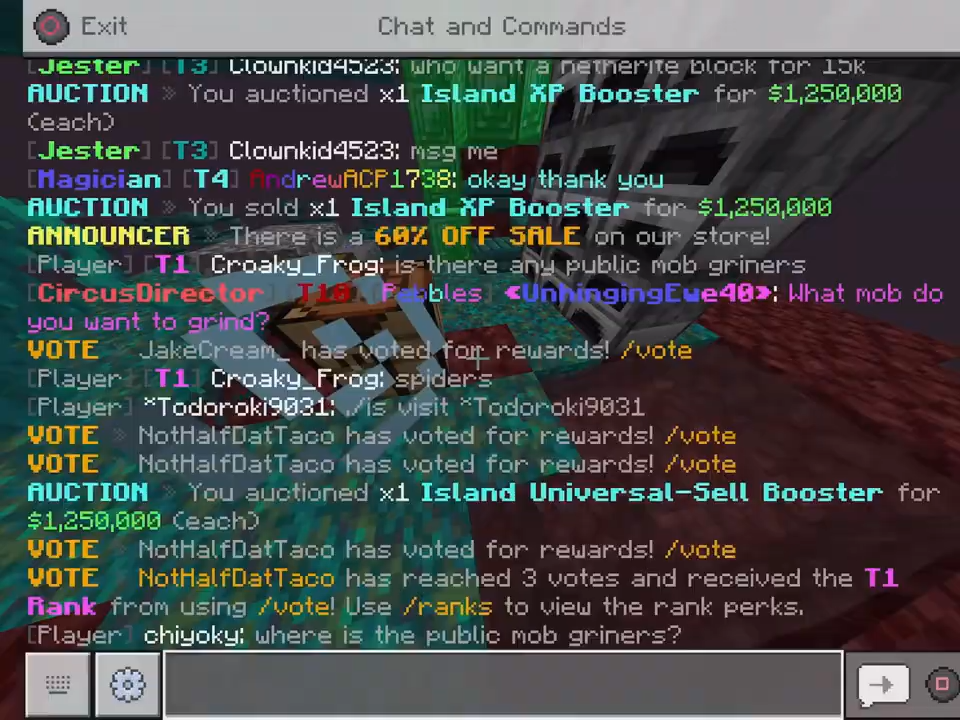 Exit
Chat and Commands
[Jester] [T3] Clownkid4523: who want a netherite block for 15k
AUCTION » You auctioned x1 Island XP Booster for $1,250,000
(each)
[Jester] [T3] Clownkid4523: msg me
[Magician] [T4] AndrewACP1738: okay thank you
AUCTION » You sold x1 Island XP Booster for $1,250,000
ANNOUNCER » There is a 60% OFF SALE on our store!
[Player] [T1] Croaky_Frog: is there any public mob griners
[CircusDirector] [T10] [Pebbles] «UnhingingEwe40»: What mob do
you want to grind?
VOTE » JakeCream_ has voted for rewards! /vote
[Player] [T1] Croaky_Frog: spiders
[Player] *Todoroki9031: ./is visit *Todoroki9031
VOTE » NotHalfDatTaco has voted for rewards! /vote
VOTE » NotHalfDatTaco has voted for rewards! /vote
AUCTION » You auctioned x1 Island Universal-Sell Booster for
$1,250,000 (each)
VOTE » NotHalfDatTaco has voted for rewards! /vote
VOTE » NotHalfDatTaco has reached 3 votes and received the T1
Rank from using /vote! Use /ranks to view the rank perks.
[Player] chiyoky: where is the public mob griners?